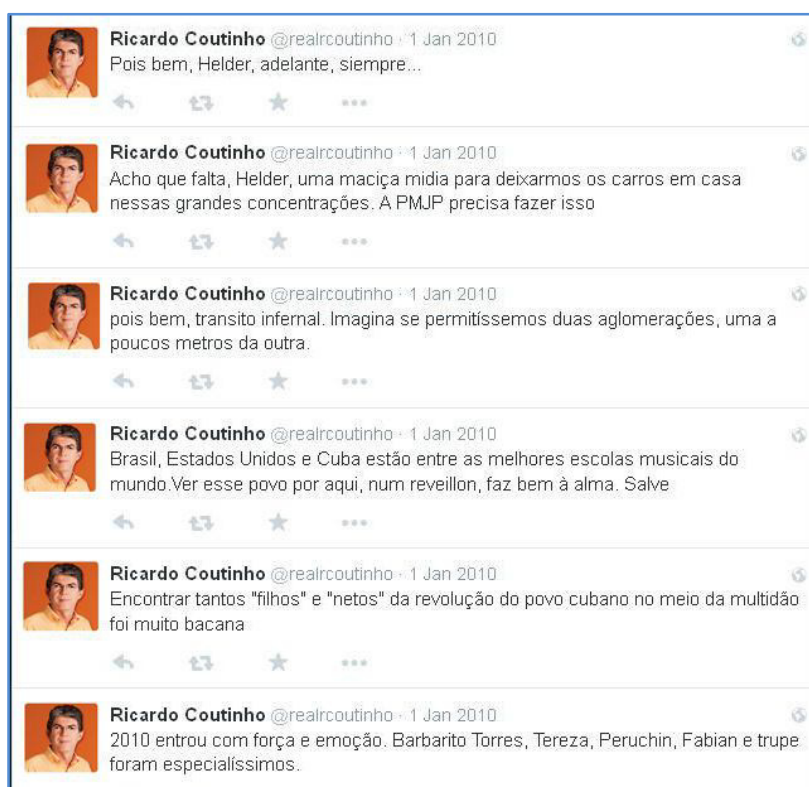 Ricardo Coutinho @realrcoutinho · 1 Jan 2010
Pois bem, Helder, adelante, siempre...
Ricardo Coutinho @realrcoutinho · 1 Jan 2010
Acho que falta, Helder, uma maciça midia para deixarmos os carros em casa
nessas grandes concentrações. A PMJP precisa fazer isso
Ricardo Coutinho @realrcoutinho · 1 Jan 2010
pois bem, transito infernal. Imagina se permitíssemos duas aglomerações, uma a
poucos metros da outra.
Ricardo Coutinho @realrcoutinho · 1 Jan 2010
Brasil, Estados Unidos e Cuba estão entre as melhores escolas musicais do
mundo.Ver esse povo por aqui, num reveillon, faz bem à alma. Salve
Ricardo Coutinho @realrcoutinho · 1 Jan 2010
Encontrar tantos "filhos" e "netos" da revolução do povo cubano no meio da multidão
foi muito bacana
Ricardo Coutinho @realrcoutinho · 1 Jan 2010
2010 entrou com força e emoção. Barbarito Torres, Tereza, Peruchin, Fabian e trupe
foram especialíssimos.